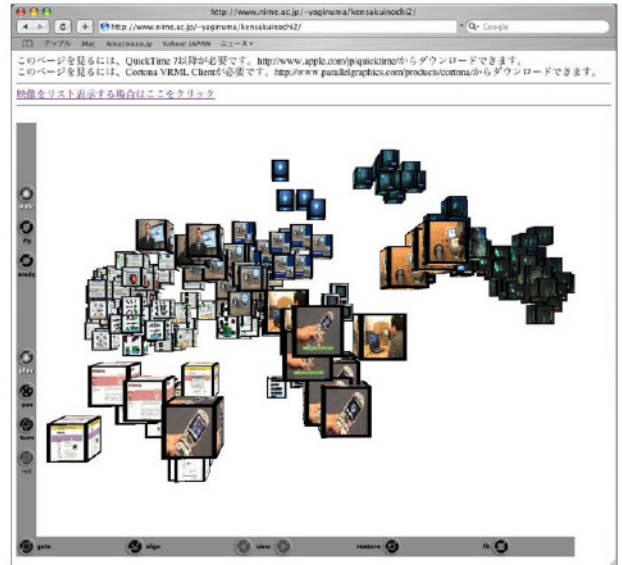 http://www.nime.ac.jp/~yaginuma/kensakuinochi2/
http://www.nime.ac.jp/~yaginuma/kensakuinochi2/
Google
アップル .Mac Amazon.co.jp Yahoo! JAPAN ニュース
このページを見るには、QuickTime 7以降が必要です。http://www.apple.com/jp/quicktime/からダウンロードできます。
このページを見るには、Cortona VRML Clientが必要です。http://www.parallelgraphics.com/products/cortona/からダウンロードできます。
映像をリスト表示する場合はここをクリック
walk
fly
study
plan
pan
turn
roll
goto align view restore fit